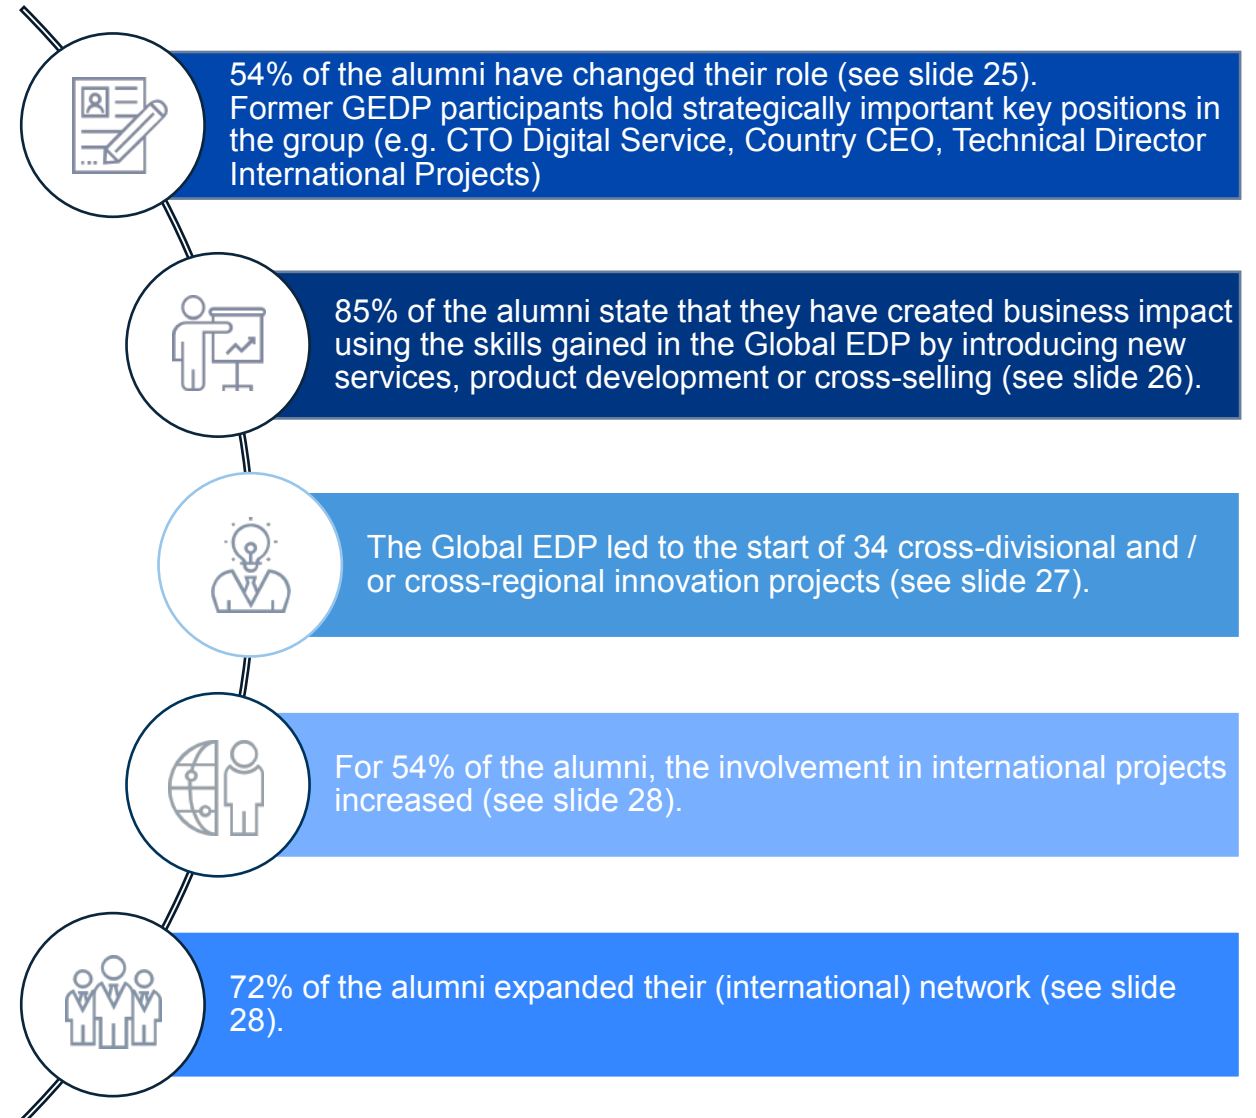 54% of the alumni have changed their role (see slide 25).
Former GEDP participants hold strategically important key positions in
the group (e.g. CTO Digital Service, Country CEO, Technical Director
International Projects)
85% of the alumni state that they have created business impact
using the skills gained in the Global EDP by introducing new
services, product development or cross-selling (see slide 26).
The Global EDP led to the start of 34 cross-divisional and /
or cross-regional innovation projects (see slide 27).
For 54% of the alumni, the involvement in international projects
increased (see slide 28).
72% of the alumni expanded their (international) network (see slide
28).